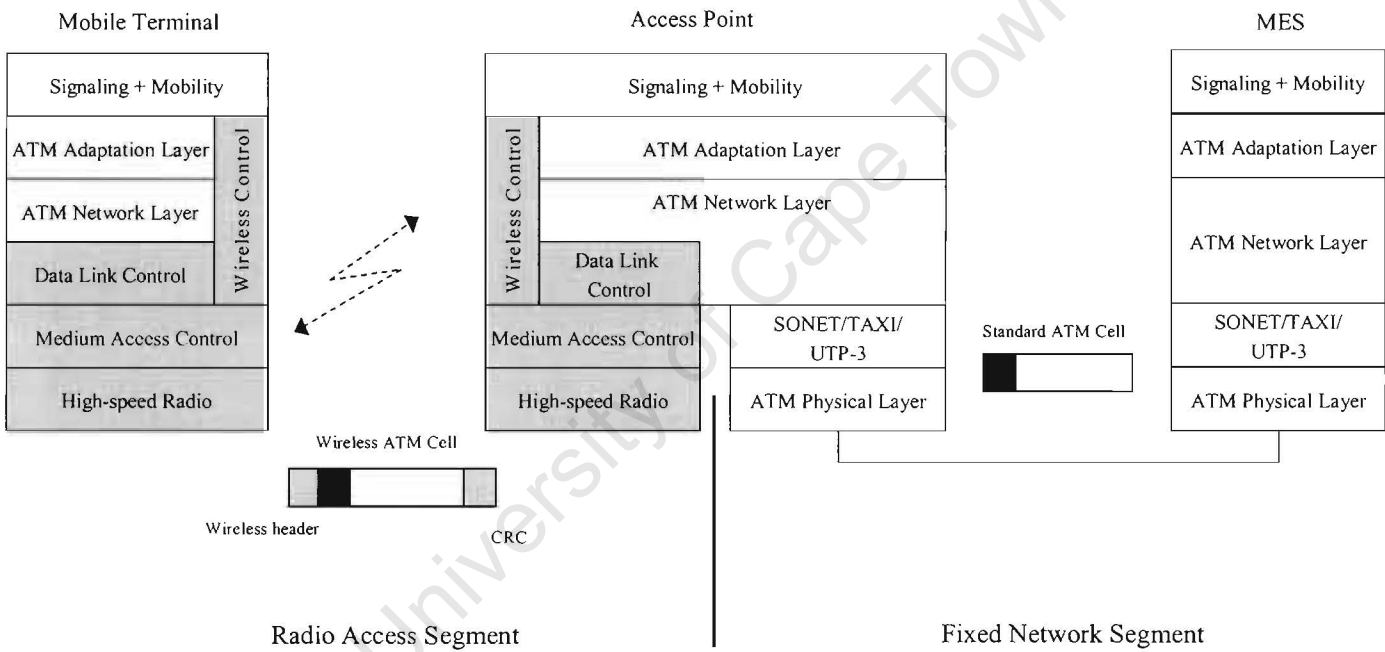 Mobile Terminal
Access Point
MES
Signaling + Mobility
ATM Adaptation Layer
ATM Network Layer
Data Link Control
Wireless Control
Medium Access Control
High-speed Radio
Signaling + Mobility
Wireless Control
ATM Adaptation Layer
ATM Network Layer
Data Link
Control
Medium Access Control
High-speed Radio
SONET/TAXI/
UTP-3
ATM Physical Layer
Standard ATM Cell
Signaling + Mobility
ATM Adaptation Layer
ATM Network Layer
SONET/TAXI/
UTP-3
ATM Physical Layer
Wireless ATM Cell
Wireless header
CRC
Radio Access Segment
Fixed Network Segment
University of Cape Town